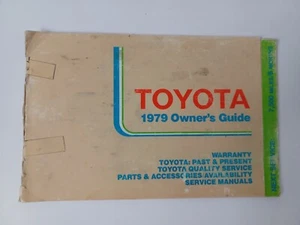 TOYOTA
1979 Owner's Guide
WARRANTY
TOYOTA: PAST & PRESENT
TOYOTA QUALITY SERVICE
PARTS & ACCESSORIES AVAILABILITY
SERVICE MANUALS